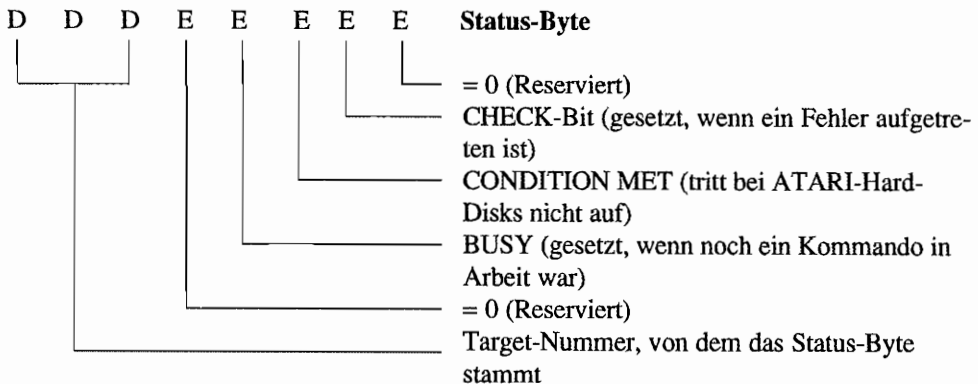 D D D E E E E E Status-Byte
= 0 (Reserviert)
CHECK-Bit (gesetzt, wenn ein Fehler aufgetre-
ten ist)
CONDITION MET (tritt bei ATARI-Hard-
Disks nicht auf)
BUSY (gesetzt, wenn noch ein Kommando in
Arbeit war)
= 0 (Reserviert)
Target-Nummer, von dem das Status-Byte
stammt